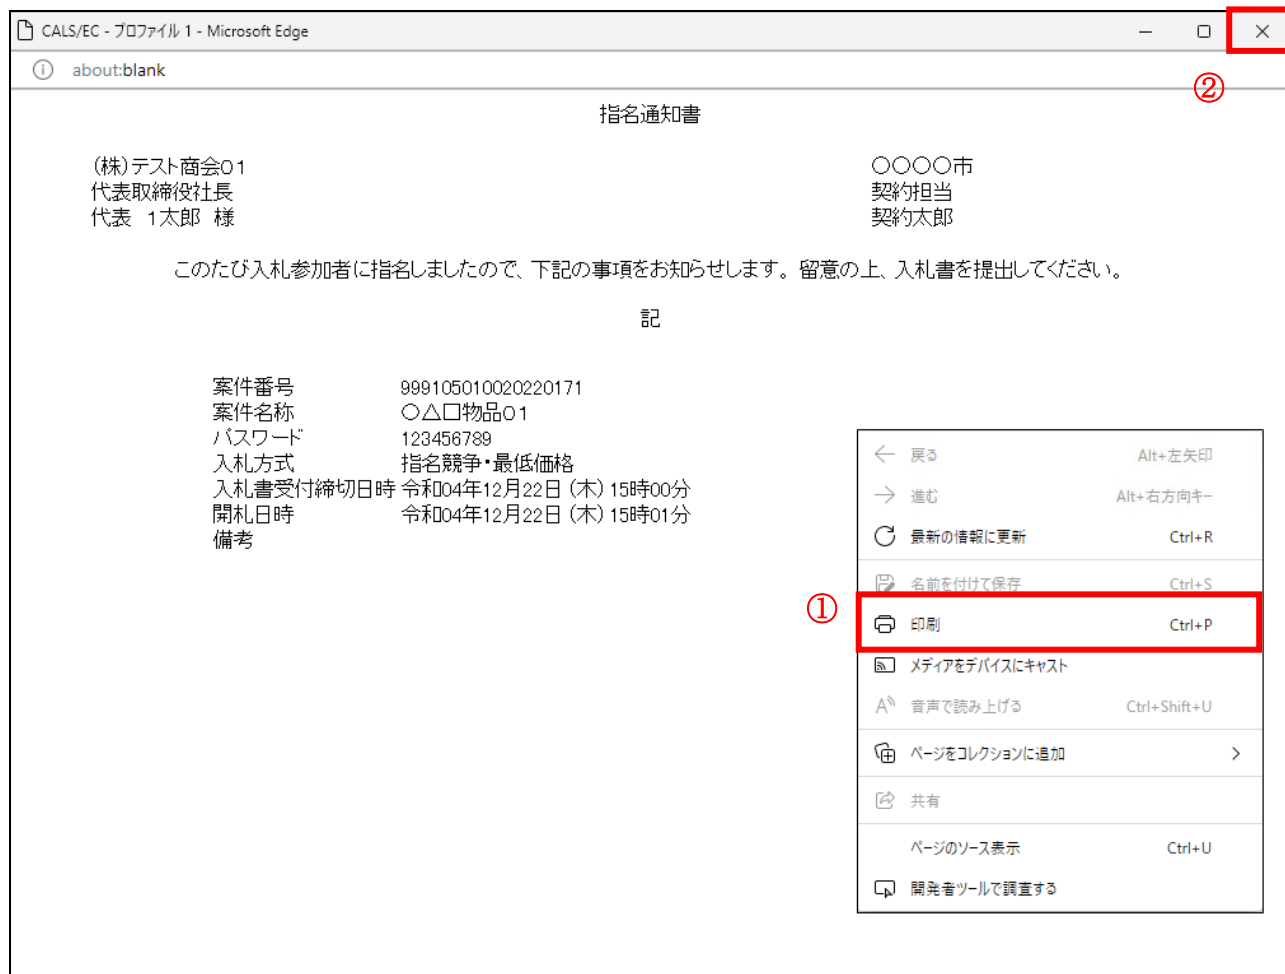 CALS/EC - プロファイル 1 - Microsoft Edge
about:blank
②
指名通知書
(株)テスト商会01
代表取締役社長
代表 1太郎 様
○○○○市
契約担当
契約太郎
このたび入札参加者に指名しましたので、下記の事項をお知らせします。留意の上、入札書を提出してください。
記
案件番号 999105010020220171
案件名称 ○△□物品01
パスワード 123456789
入札方式 指名競争・最低価格
入札書受付締切日時 令和04年12月22日(木)15時00分
開札日時 令和04年12月22日(木)15時01分
備考
戻る Alt+左矢印
進む Alt+右方向キー
最新の情報に更新 Ctrl+R
名前を付けて保存 Ctrl+S
①
印刷 Ctrl+P
メディアをデバイスにキャスト
音声で読み上げる Ctrl+Shift+U
ページをコレクションに追加
共有
ページのソース表示 Ctrl+U
開発者ツールで調査する